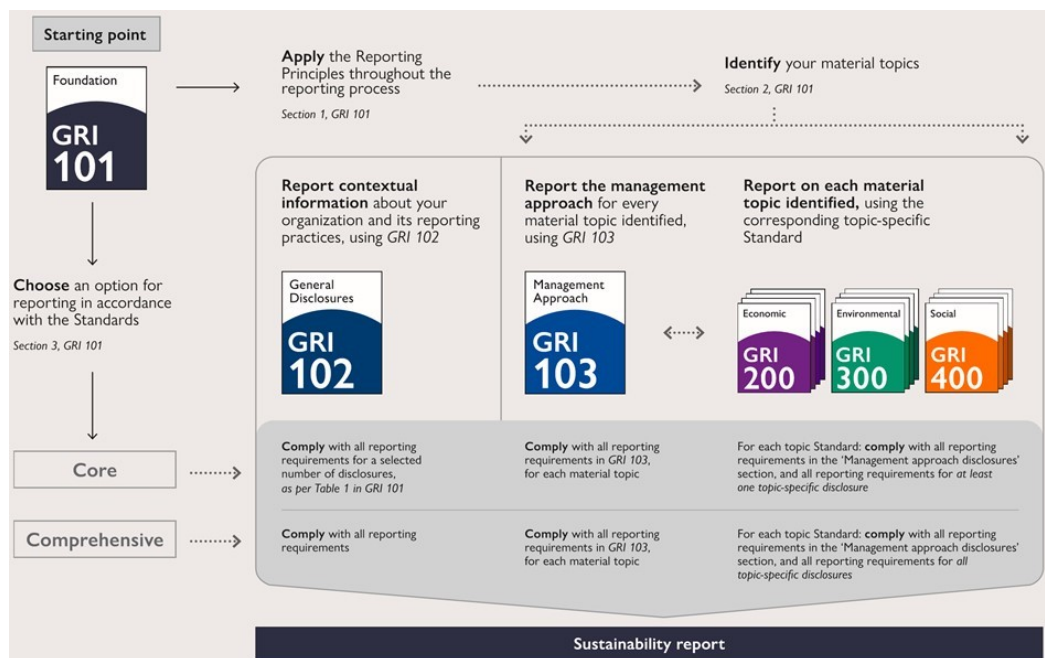 Starting point
Foundation
GRI
101
Apply the Reporting
Principles throughout the
reporting process
Section 1, GRI 101
Identify your material topics
Section 2, GRI 101
Choose an option for
reporting in accordance
with the Standards
Section 3, GRI 101
Report contextual
information about your
organization and its reporting
practices, using GRI 102
General
Disclosures
GRI
102
Report the management
approach for every
material topic identified,
using GRI 103
Management
Approach
GRI
103
Report on each material
topic identified, using the
corresponding topic-specific
Standard
Economic
GRI
200
Environmental
GRI
300
Social
GRI
400
Core
Comply with all reporting
requirements for a selected
number of disclosures,
as per Table 1 in GRI 101
Comply with all reporting
requirements in GRI 103,
for each material topic
For each topic Standard: comply with all reporting
requirements in the ‘Management approach disclosures’
section, and all reporting requirements for at least
one topic-specific disclosure
Comprehensive
Comply with all reporting
requirements
Comply with all reporting
requirements in GRI 103,
for each material topic
For each topic Standard: comply with all reporting
requirements in the ‘Management approach disclosures’
section, and all reporting requirements for all
topic-specific disclosures
Sustainability report